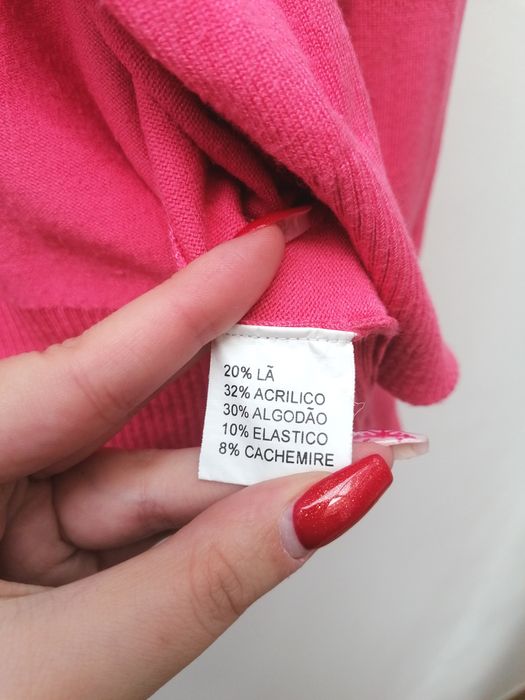 20% LÃ
32% ACRILICO
30% ALGODÃO
10% ELASTICO
8% CACHEMIRE